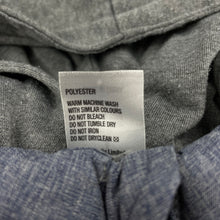 POLYESTER
WARM MACHINE WASH
WITH SIMILAR COLOURS
DO NOT BLEACH
DO NOT TUMBLE DRY
DO NOT IRON
DO NOT DRYCLEAN
Limited